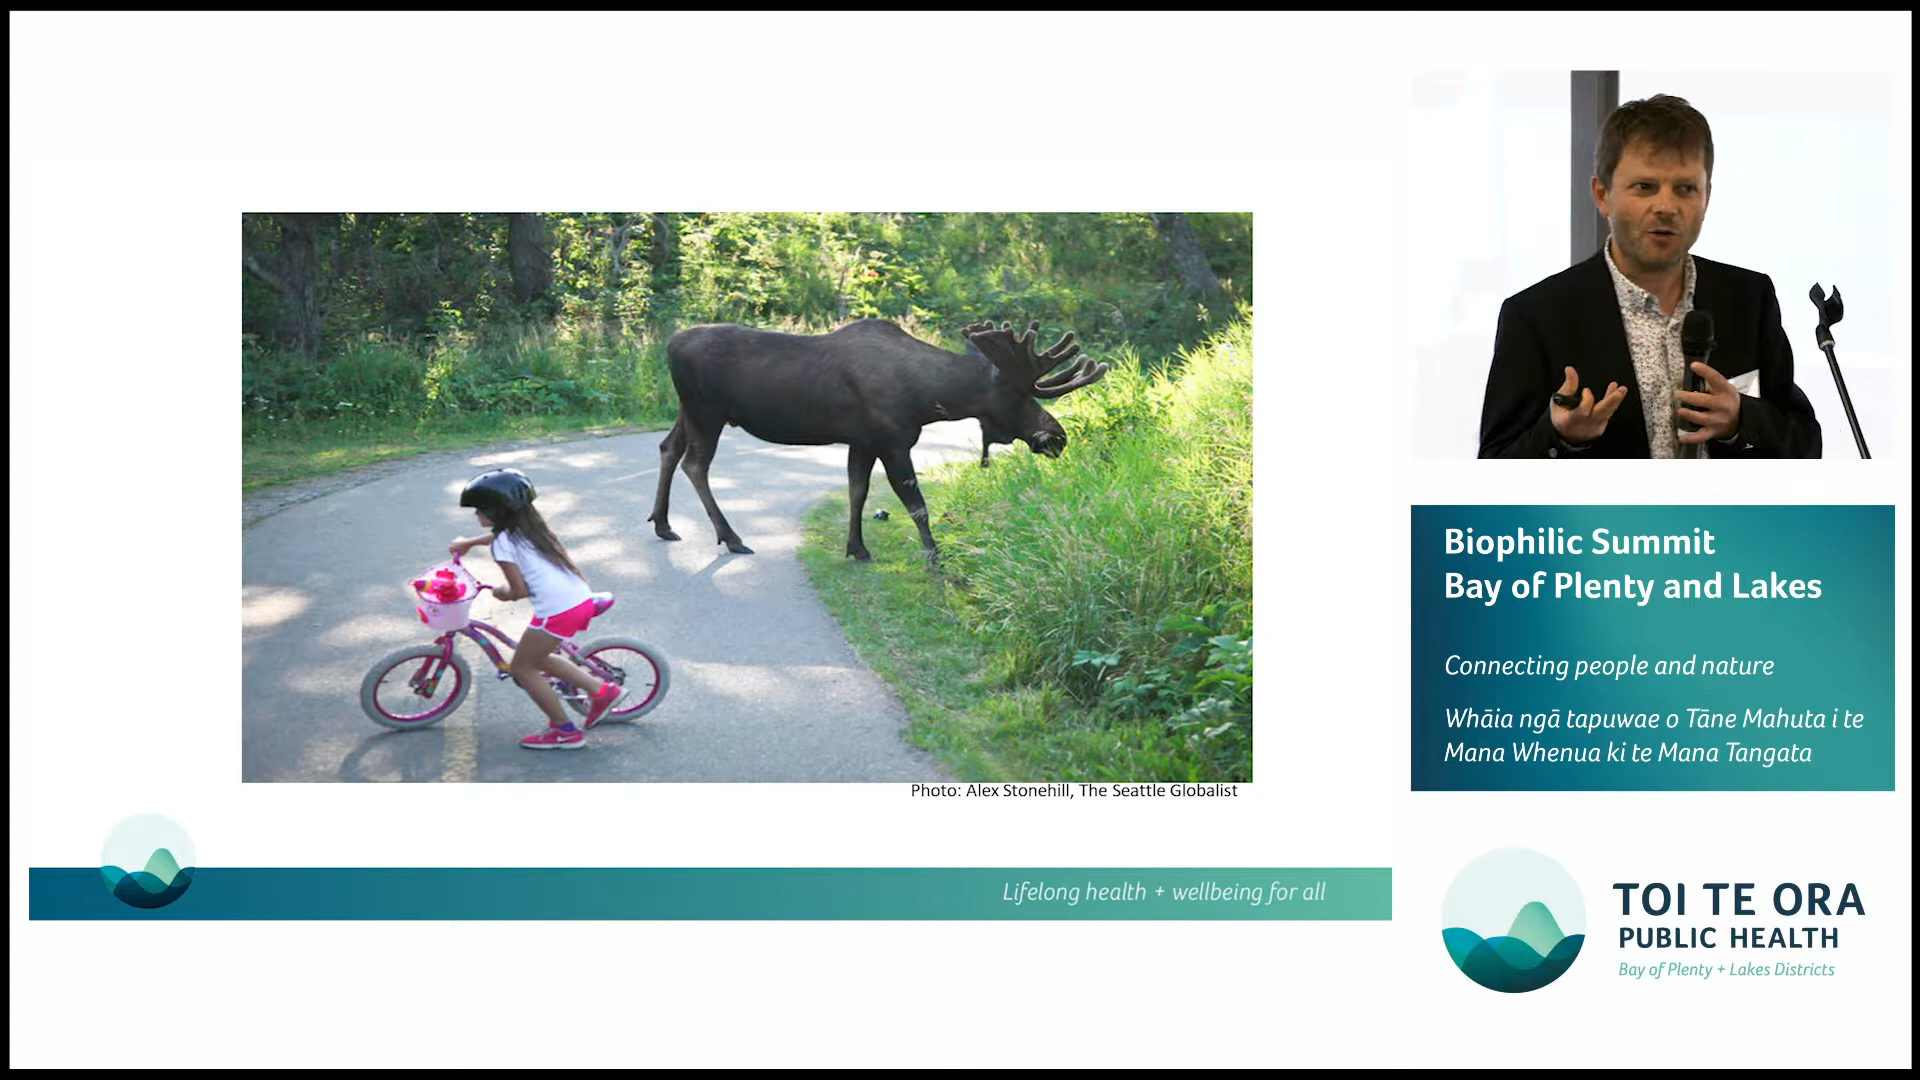 Photo: Alex Stonehill, The Seattle Globalist
Lifelong health + wellbeing for all
Biophilic Summit
Bay of Plenty and Lakes
Connecting people and nature
Whāia ngā tapuwae o Tāne Mahuta i te
Mana Whenua ki te Mana Tangata
TOI TE ORA
PUBLIC HEALTH
Bay of Plenty + Lakes Districts